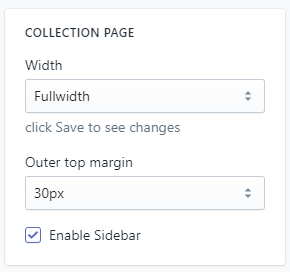 COLLECTION PAGE
Width
Fullwidth
click Save to see changes
Outer top margin
30px
Enable Sidebar